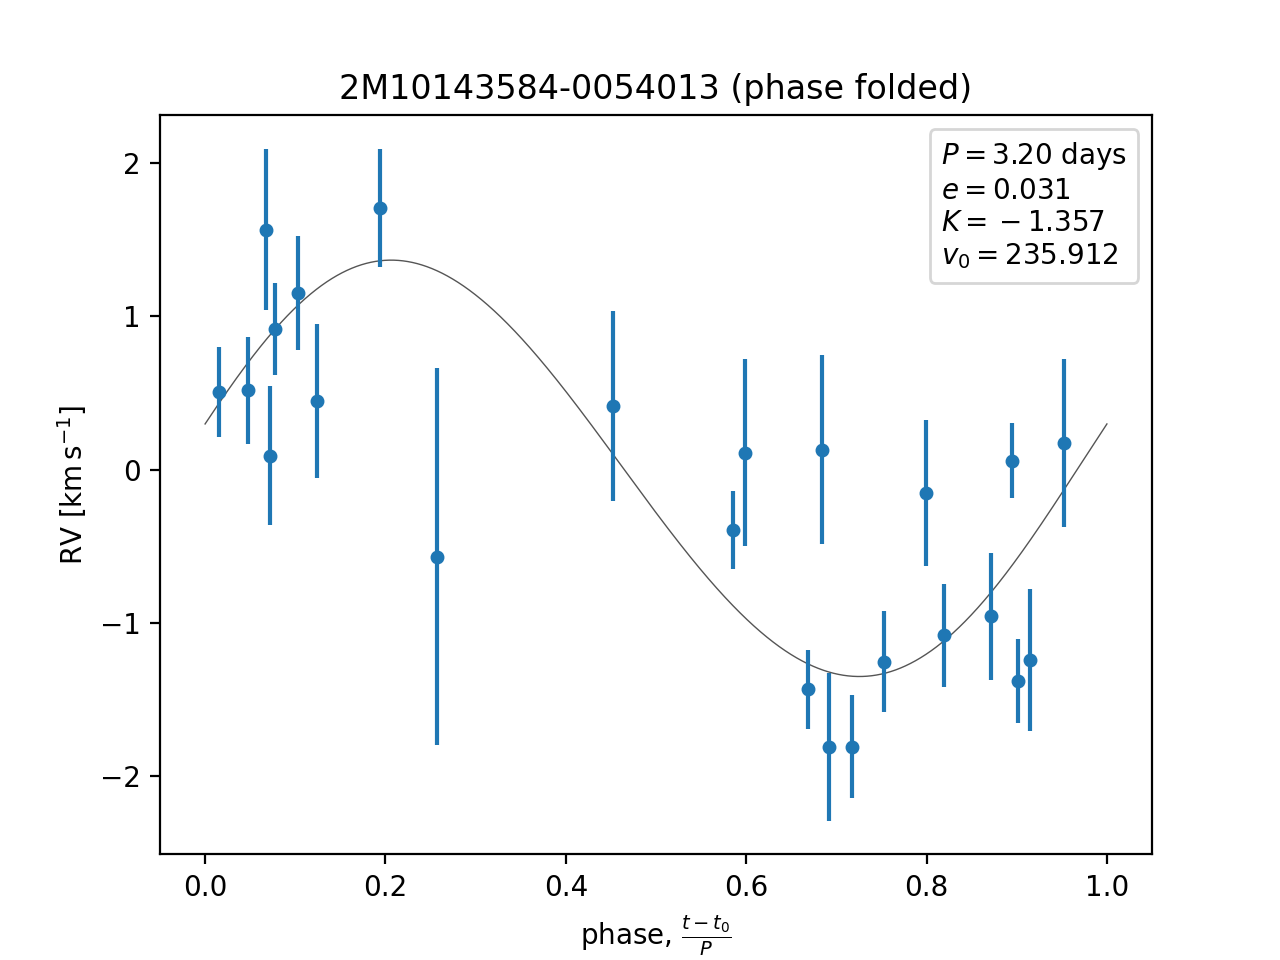 2M10143584-0054013 (phase folded)
P = 3.20 days
e = 0.031
K = −1.357
v₀ = 235.912
RV [km s⁻¹]
2
1
0
−1
−2
0.0 0.2 0.4 0.6 0.8 1.0
phase, (t − t₀)/P